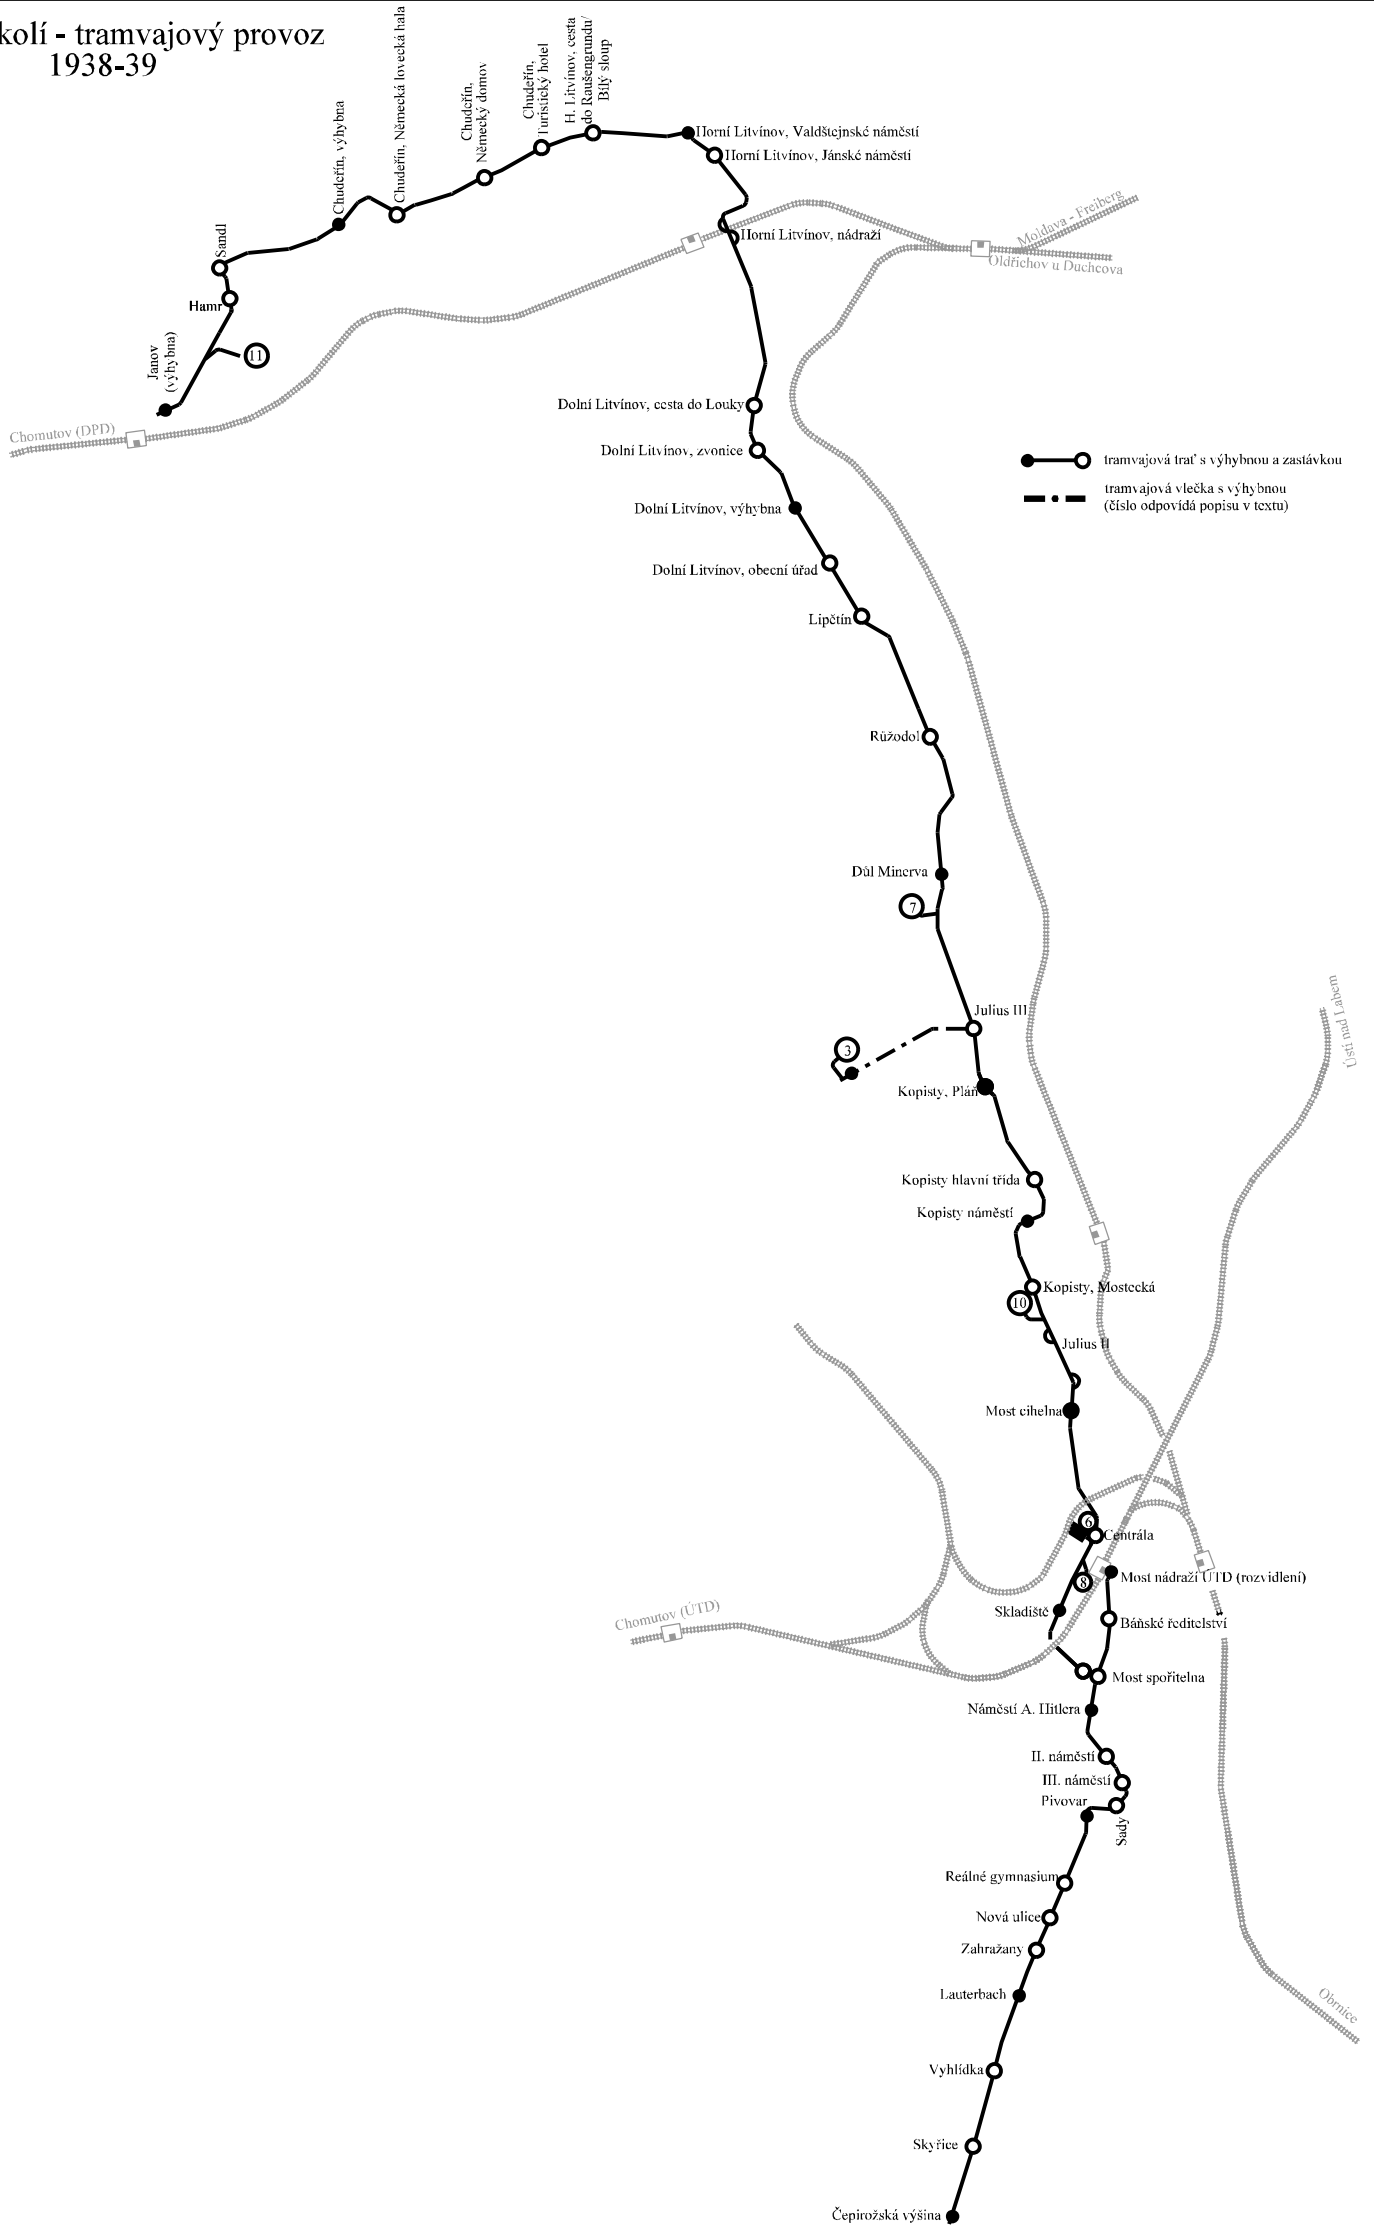 kolí - tramvajový provoz
1938-39
Chudeřín, výhybna
Chudeřín, Německá lovecká hala
Chudeřín,
Německý domov
Chudeřín,
Turistický hotel
H. Litvínov, cesta
do Raušengrundu/
Bílý sloup
Horní Litvínov, Valdštejnské náměstí
Horní Litvínov, Jánské náměstí
Horní Litvínov, nádraží
Moldava - Freiberg
Oldřichov u Duchcova
Sandl
Hamr
Janov
(výhybna)
11
Chomutov (DPD)
Dolní Litvínov, cesta do Louky
Dolní Litvínov, zvonice
Dolní Litvínov, výhybna
Dolní Litvínov, obecní úřad
tramvajová trať s výhybnou a zastávkou
tramvajová vlečka s výhybnou
(číslo odpovídá popisu v textu)
Lipětín
Růžodol
Důl Minerva
7
Julius III
3
Kopisty, Pláň
Ústí nad Labem
Kopisty hlavní třída
Kopisty náměstí
Kopisty, Mostecká
10
Julius II
Most cihelna
6
Centrála
8
Most nádraží ÚTD (rozvidlení)
Skladiště
Báňské ředitelství
Chomutov (ÚTD)
Most spořitelna
Náměstí A. Hitlera
II. náměstí
III. náměstí
Pivovar
Sady
Reálné gymnasium
Nová ulice
Zahražany
Lauterbach
Obrnice
Vyhlídka
Skyřice
Čepirožská výšina